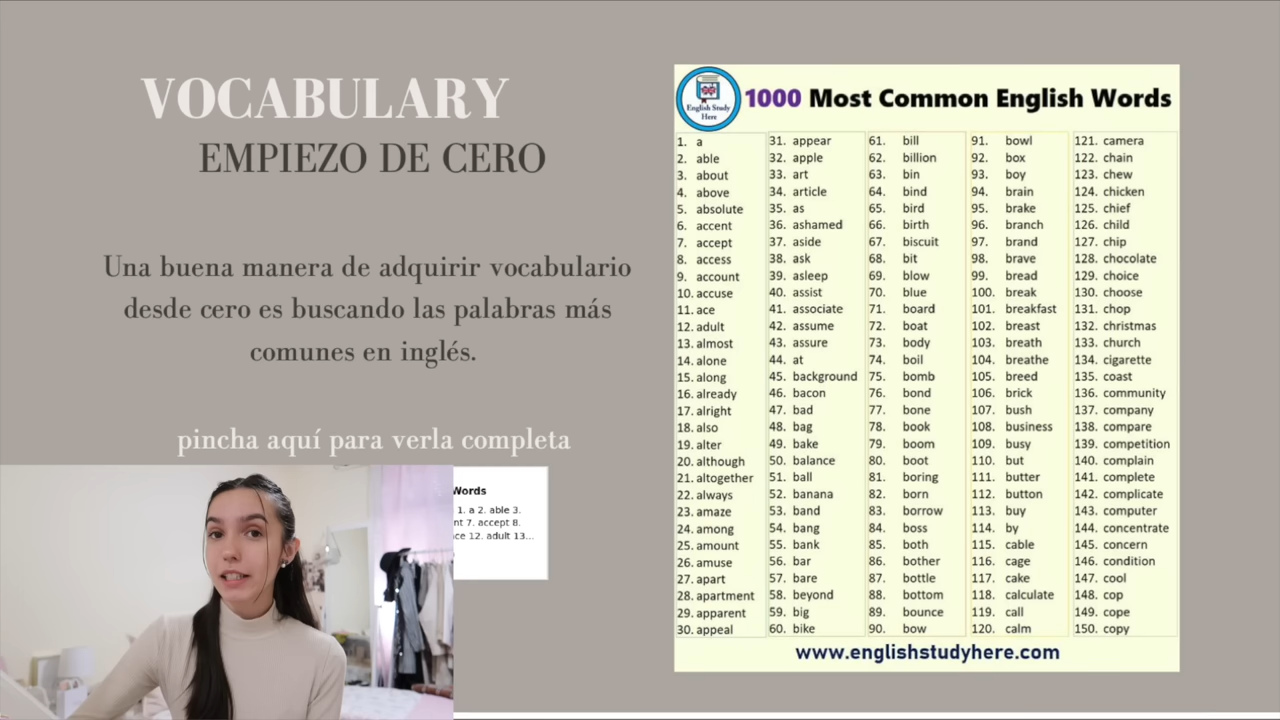 VOCABULARY
EMPIEZO DE CERO
Una buena manera de adquirir vocabulario
desde cero es buscando las palabras más
comunes en inglés.
pincha aquí para verla completa
Words
1. a 2. able 3.
nt 7. accept 8.
ce 12. adult 13...
English Study
Here
1000 Most Common English Words
1. a
2. able
3. about
4. above
5. absolute
6. accent
7. accept
8. access
9. account
10. accuse
11. ace
12. adult
13. almost
14. alone
15. along
16. already
17. alright
18. also
19. alter
20. although
21. altogether
22. always
23. amaze
24. among
25. amount
26. amuse
27. apart
28. apartment
29. apparent
30. appeal
31. appear
32. apple
33. art
34. article
35. as
36. ashamed
37. aside
38. ask
39. asleep
40. assist
41. associate
42. assume
43. assure
44. at
45. background
46. bacon
47. bad
48. bag
49. bake
50. balance
51. ball
52. banana
53. band
54. bang
55. bank
56. bar
57. bare
58. beyond
59. big
60. bike
61. bill
62. billion
63. bin
64. bind
65. bird
66. birth
67. biscuit
68. bit
69. blow
70. blue
71. board
72. boat
73. body
74. boil
75. bomb
76. bond
77. bone
78. book
79. boom
80. boot
81. boring
82. born
83. borrow
84. boss
85. both
86. bother
87. bottle
88. bottom
89. bounce
90. bow
91. bowl
92. box
93. boy
94. brain
95. brake
96. branch
97. brand
98. brave
99. bread
100. break
101. breakfast
102. breast
103. breath
104. breathe
105. breed
106. brick
107. bush
108. business
109. busy
110. but
111. butter
112. button
113. buy
114. by
115. cable
116. cage
117. cake
118. calculate
119. call
120. calm
121. camera
122. chain
123. chew
124. chicken
125. chief
126. child
127. chip
128. chocolate
129. choice
130. choose
131. chop
132. christmas
133. church
134. cigarette
135. coast
136. community
137. company
138. compare
139. competition
140. complain
141. complete
142. complicate
143. computer
144. concentrate
145. concern
146. condition
147. cool
148. cop
149. cope
150. copy
www.englishstudyhere.com